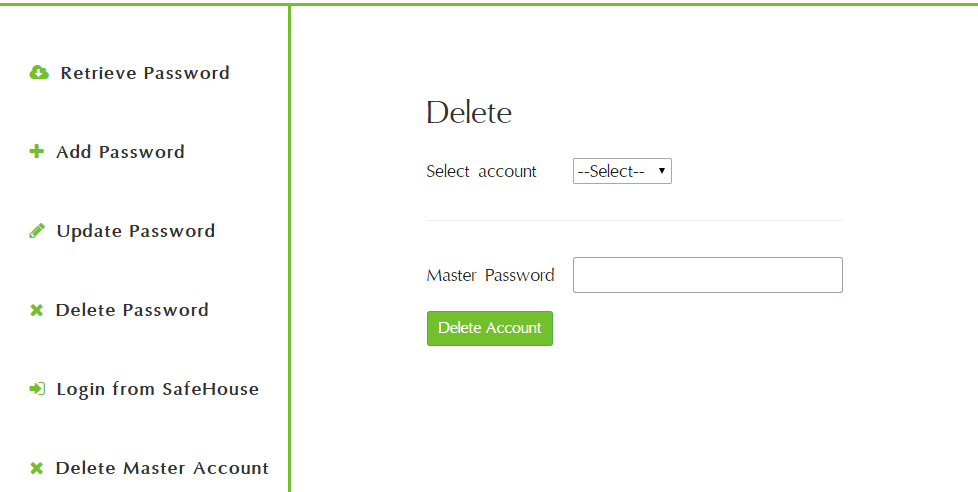 Retrieve Password
Add Password
Update Password
Delete Password
Login from SafeHouse
Delete Master Account
Delete
Select account --Select--
Master Password
Delete Account